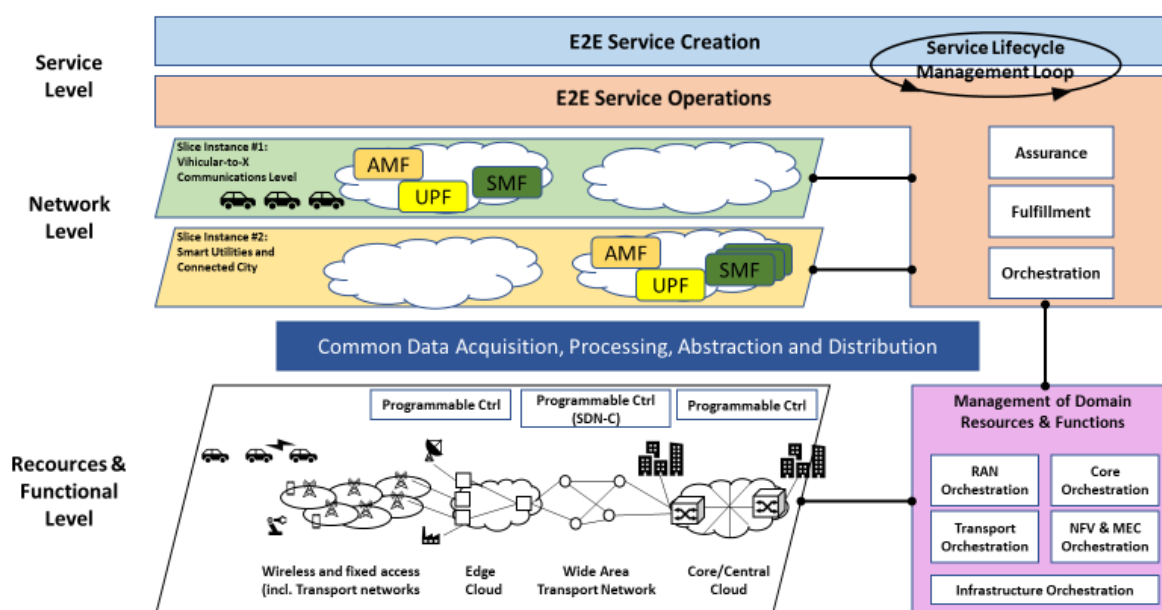 E2E Service Creation
Service
Level
Service Lifecycle
Management Loop
E2E Service Operations
Slice Instance #1:
Vihicular-to-X
Communications Level
AMF
UPF
SMF
Assurance
Network
Level
Fulfillment
Slice Instance #2:
Smart Utilities and
Connected City
AMF
UPF
SMF
Orchestration
Common Data Acquisition, Processing, Abstraction and Distribution
Recources &
Functional
Level
Programmable Ctrl
Programmable Ctrl
(SDN-C)
Programmable Ctrl
Management of Domain
Resources & Functions
RAN
Orchestration
Core
Orchestration
Transport
Orchestration
NFV & MEC
Orchestration
Infrastructure Orchestration
Wireless and fixed access
(incl. Transport networks
Edge
Cloud
Wide Area
Transport Network
Core/Central
Cloud